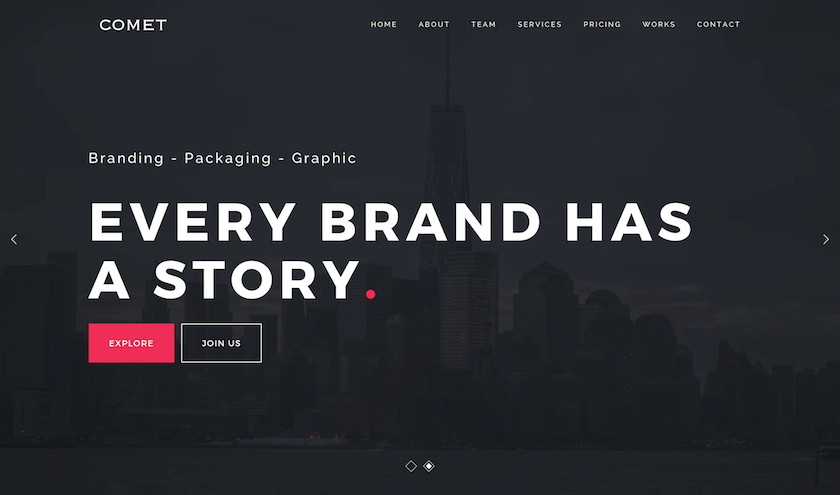 COMET
HOME ABOUT TEAM SERVICES PRICING WORKS CONTACT
Branding - Packaging - Graphic
EVERY BRAND HAS
A STORY.
EXPLORE JOIN US